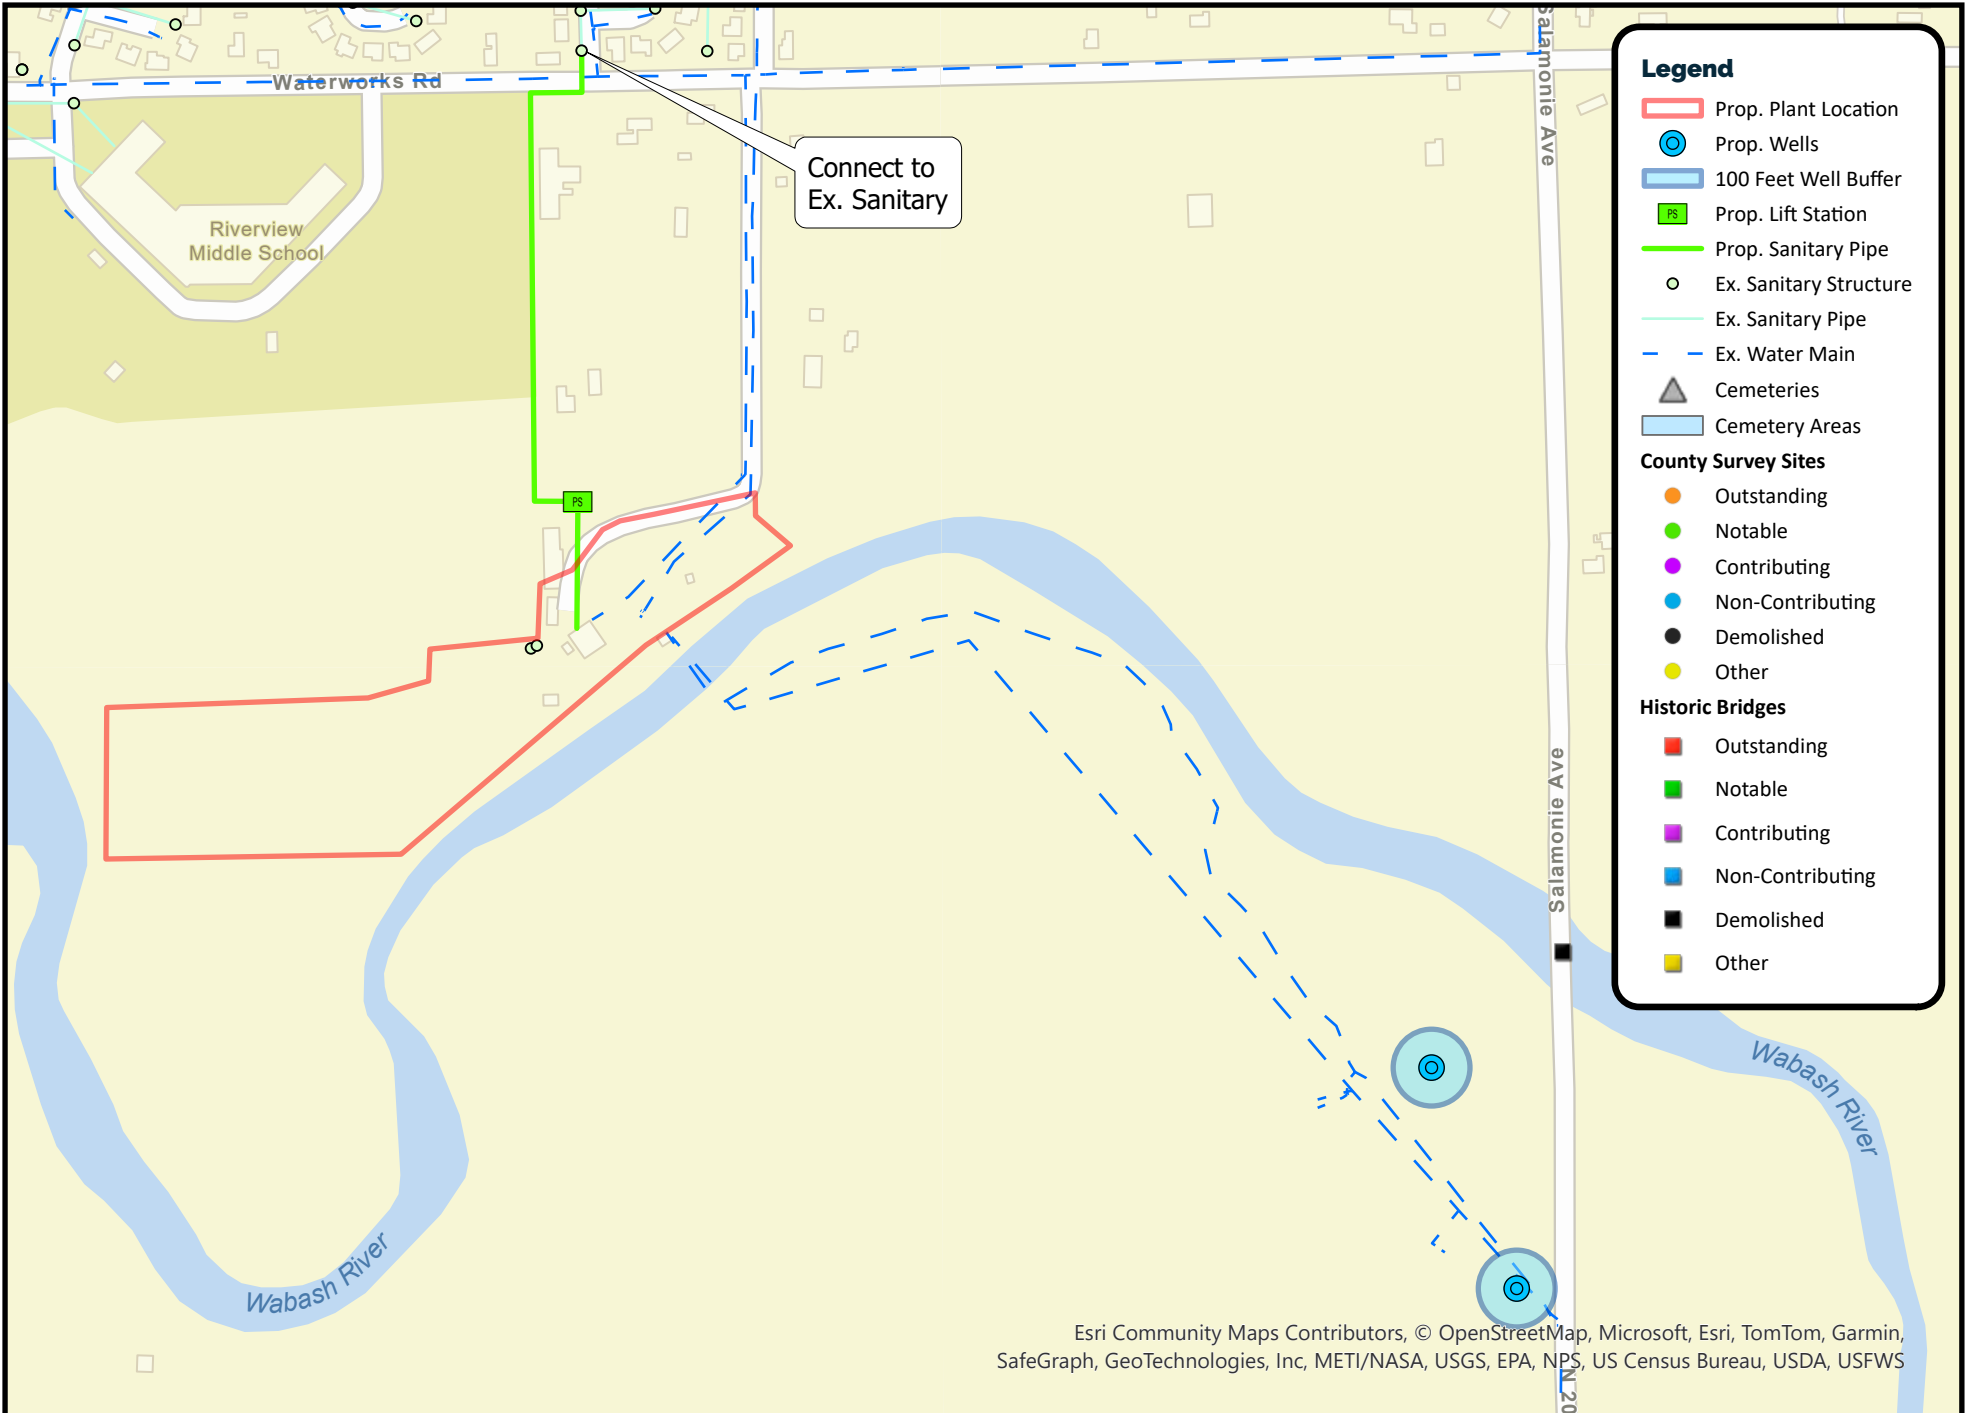 Waterworks Rd
Salamonie Ave
Connect to
Ex. Sanitary
Riverview
Middle School
PS
Salamonie Ave
Wabash River
Wabash River
N 20
Legend
Prop. Plant Location
Prop. Wells
100 Feet Well Buffer
PS Prop. Lift Station
Prop. Sanitary Pipe
Ex. Sanitary Structure
Ex. Sanitary Pipe
Ex. Water Main
Cemeteries
Cemetery Areas
County Survey Sites
Outstanding
Notable
Contributing
Non-Contributing
Demolished
Other
Historic Bridges
Outstanding
Notable
Contributing
Non-Contributing
Demolished
Other
Esri Community Maps Contributors, © OpenStreetMap, Microsoft, Esri, TomTom, Garmin,
SafeGraph, GeoTechnologies, Inc, METI/NASA, USGS, EPA, NPS, US Census Bureau, USDA, USFWS